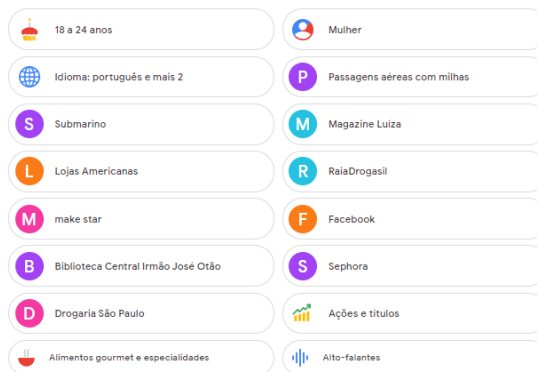 18 a 24 anos
Mulher
Idioma: português e mais 2
P Passagens aéreas com milhas
S Submarino
M Magazine Luiza
L Lojas Americanas
R RaiaDrogasil
M make star
F Facebook
B Biblioteca Central Irmão José Otão
S Sephora
D Drogaria São Paulo
Ações e títulos
Alimentos gourmet e especialidades
Alto-falantes